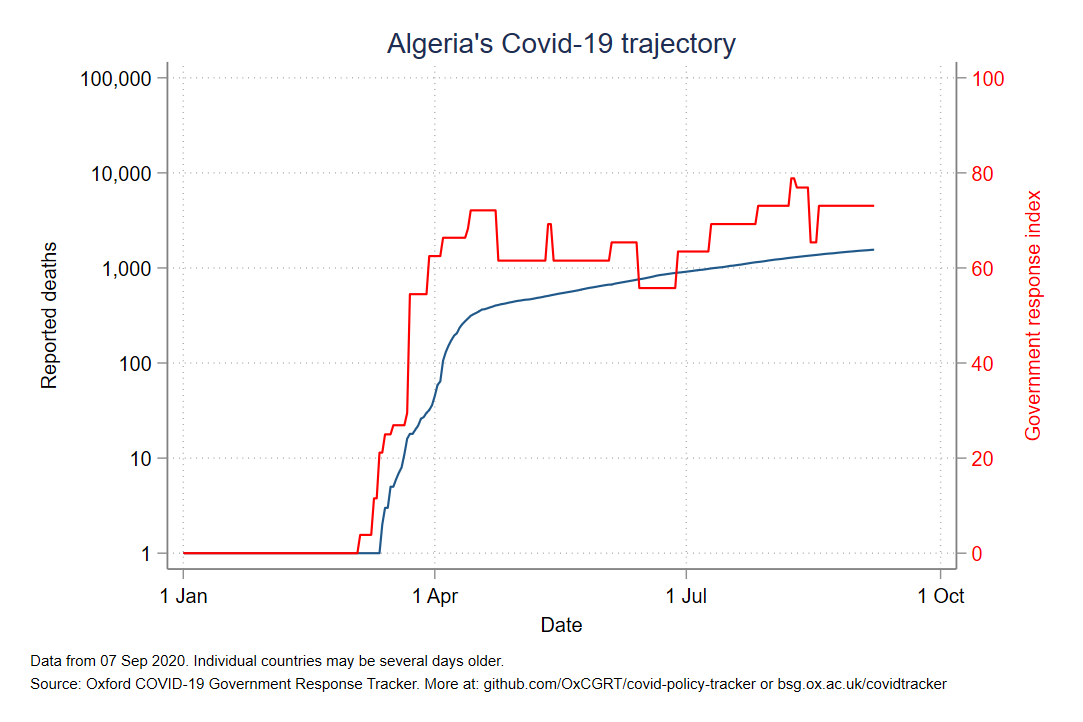 Algeria's Covid-19 trajectory
100,000
10,000
1,000
100
10
1
Reported deaths
100
80
60
40
20
0
Government response index
1 Jan
1 Apr
1 Jul
1 Oct
Date
Data from 07 Sep 2020. Individual countries may be several days older.
Source: Oxford COVID-19 Government Response Tracker. More at: github.com/OxCGRT/covid-policy-tracker or bsg.ox.ac.uk/covidtracker